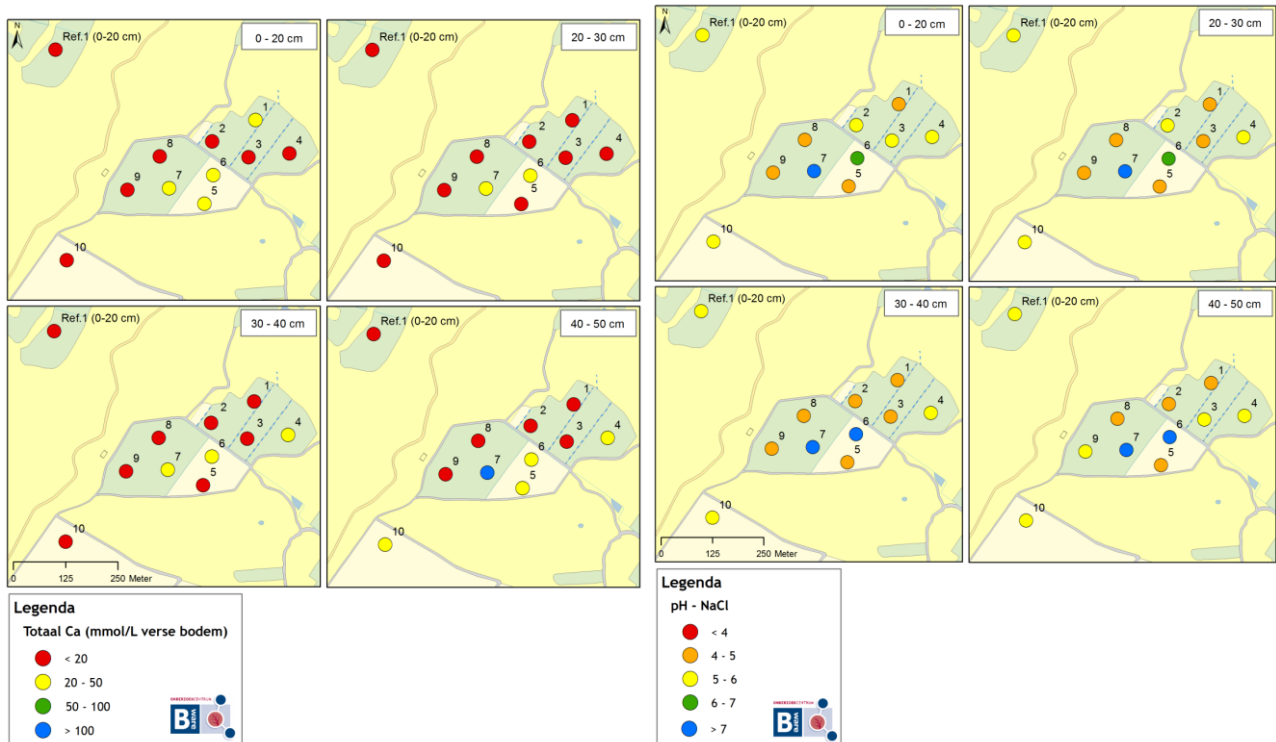 N
Ref.1 (0-20 cm)
0 - 20 cm
1
2
3
4
8
6
9
7
5
10
Ref.1 (0-20 cm)
20 - 30 cm
1
2
3
4
8
6
9
7
5
10
Ref.1 (0-20 cm)
30 - 40 cm
1
2
3
4
8
6
9
7
5
10
0 125 250 Meter
Ref.1 (0-20 cm)
40 - 50 cm
1
2
3
4
8
6
9
7
5
10
Legenda
Totaal Ca (mmol/L verse bodem)
< 20
20 - 50
50 - 100
> 100
ONDERZOEKCENTRUM
B
ware
N
Ref.1 (0-20 cm)
0 - 20 cm
1
2
3
4
8
6
9
7
5
10
Ref.1 (0-20 cm)
20 - 30 cm
1
2
3
4
8
6
9
7
5
10
Ref.1 (0-20 cm)
30 - 40 cm
1
2
3
4
8
6
9
7
5
10
0 125 250 Meter
Ref.1 (0-20 cm)
40 - 50 cm
1
2
3
4
8
6
9
7
5
10
Legenda
pH - NaCl
< 4
4 - 5
5 - 6
6 - 7
> 7
ONDERZOEKCENTRUM
B
ware